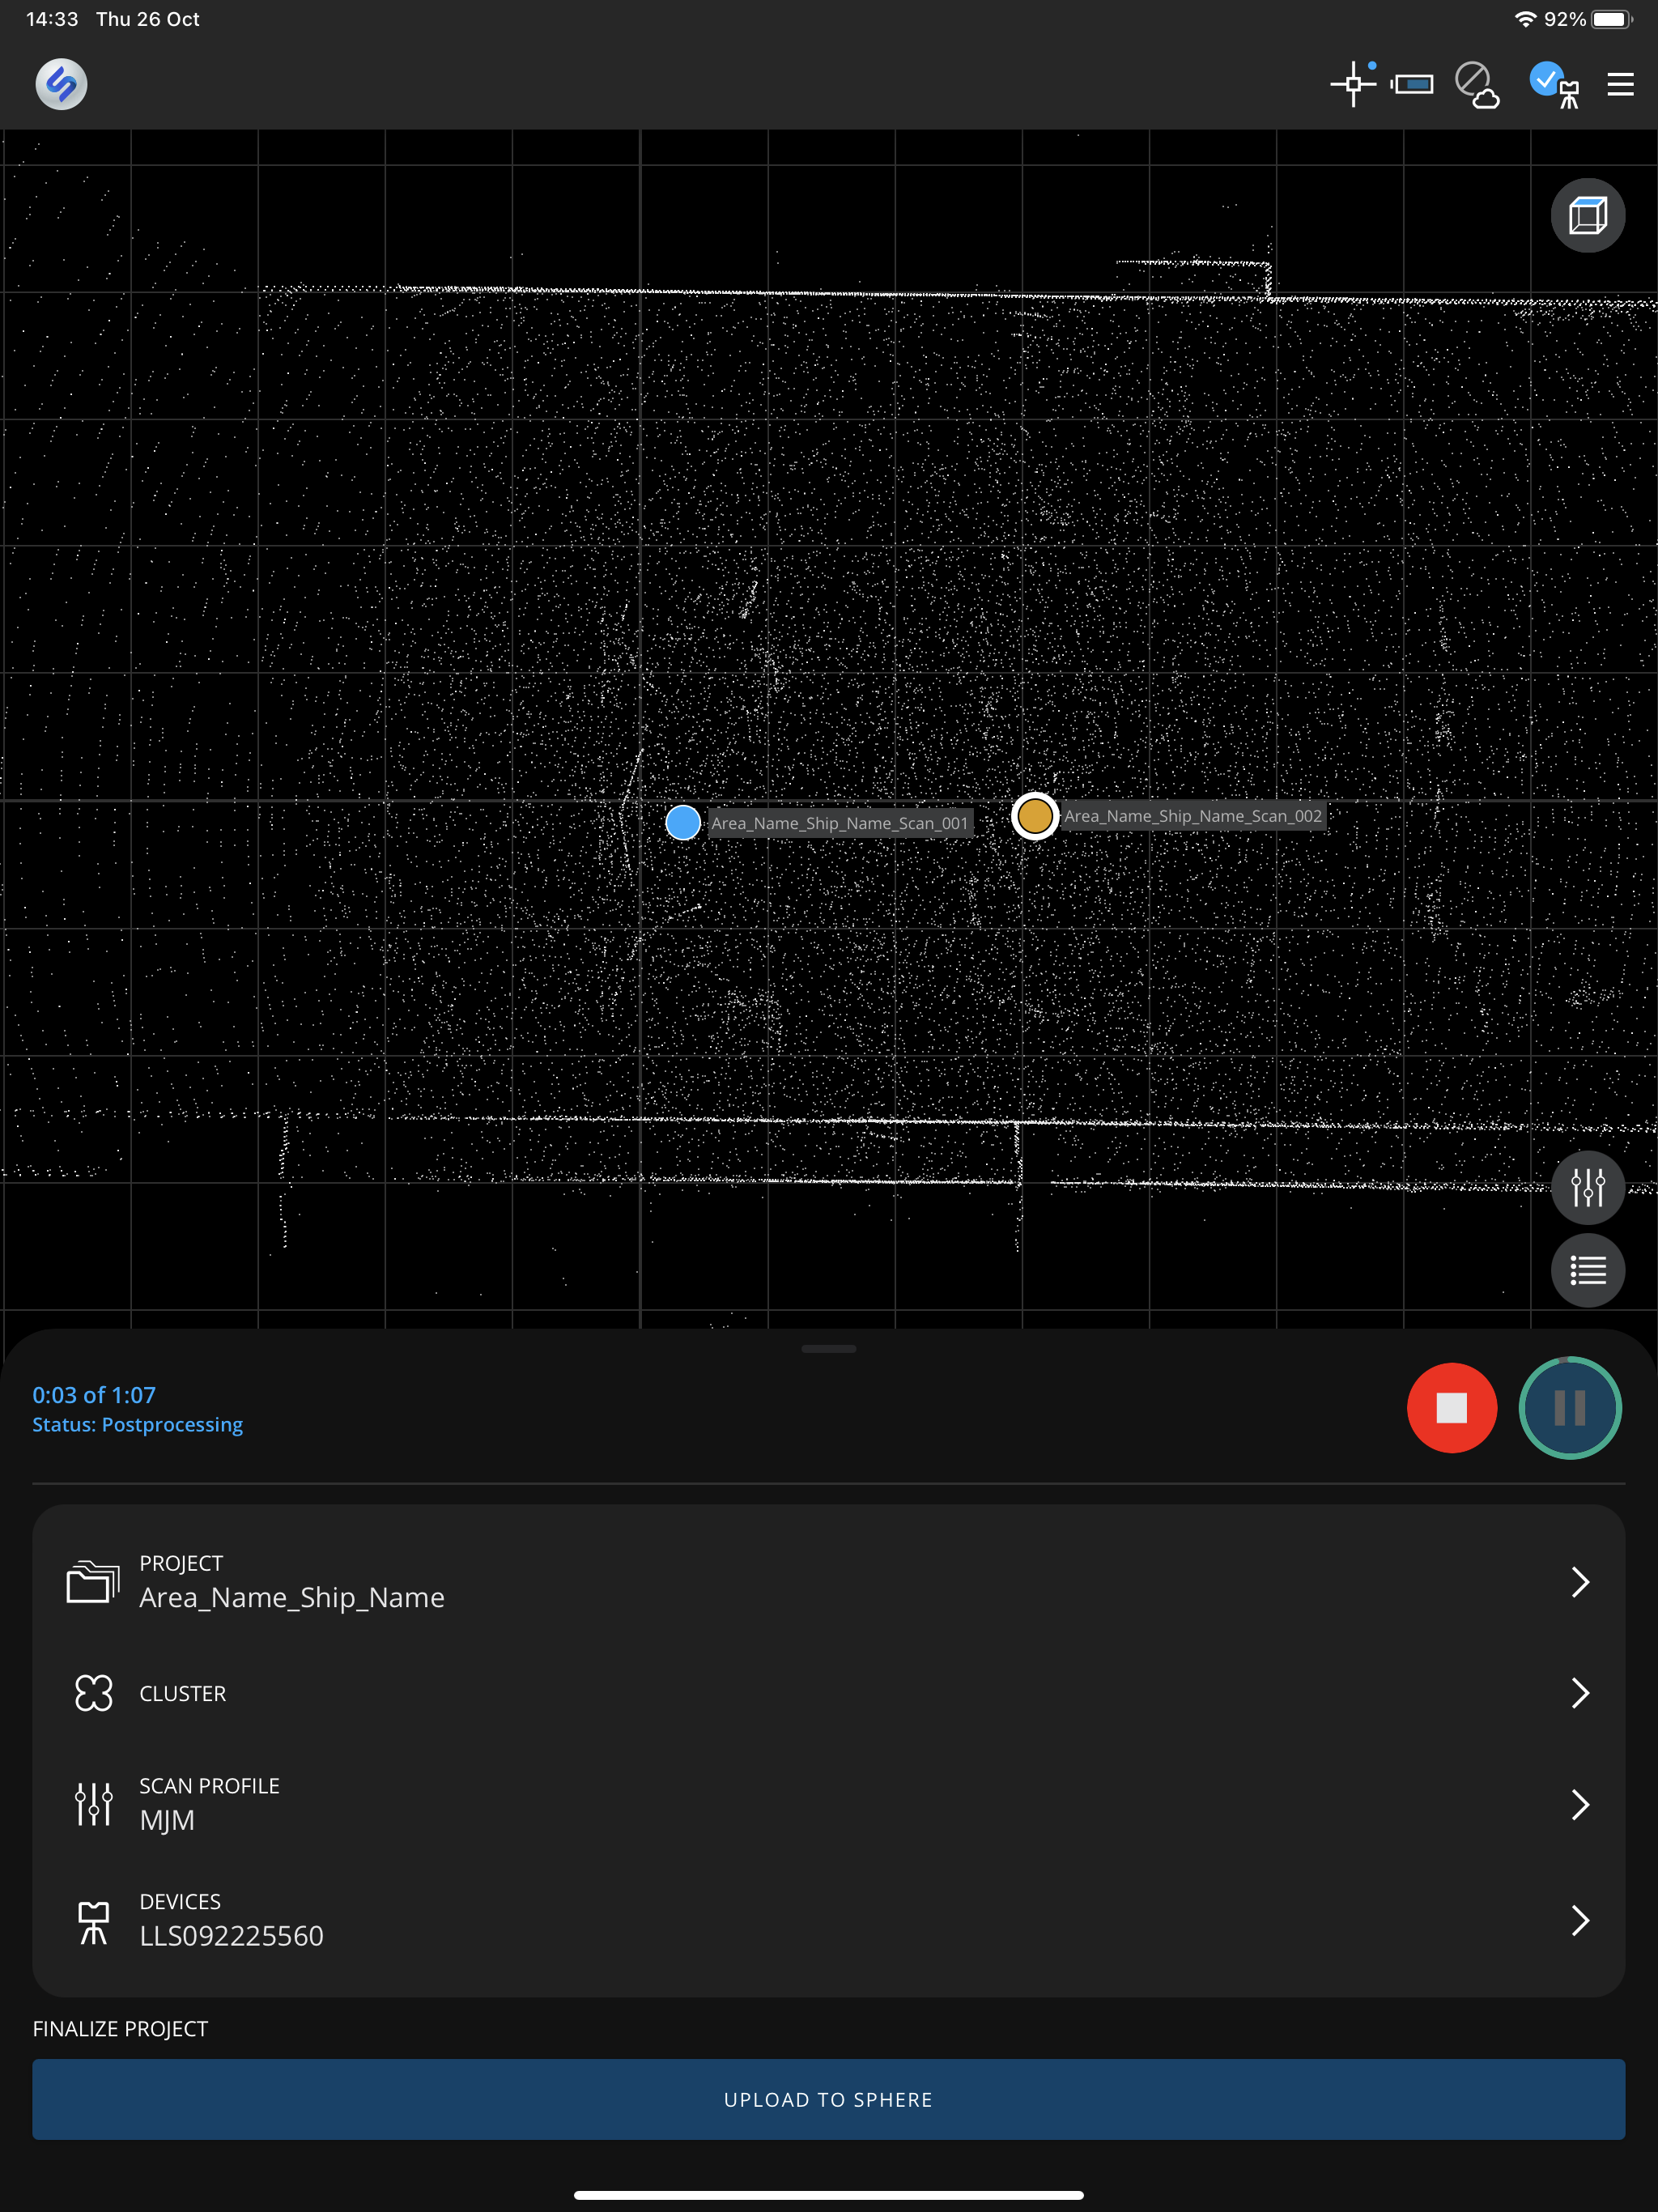 14:33 Thu 26 Oct
92%
Area_Name_Ship_Name_Scan_001
Area_Name_Ship_Name_Scan_002
0:03 of 1:07
Status: Postprocessing
PROJECT
Area_Name_Ship_Name
CLUSTER
SCAN PROFILE
MJM
DEVICES
LLS092225560
FINALIZE PROJECT
UPLOAD TO SPHERE